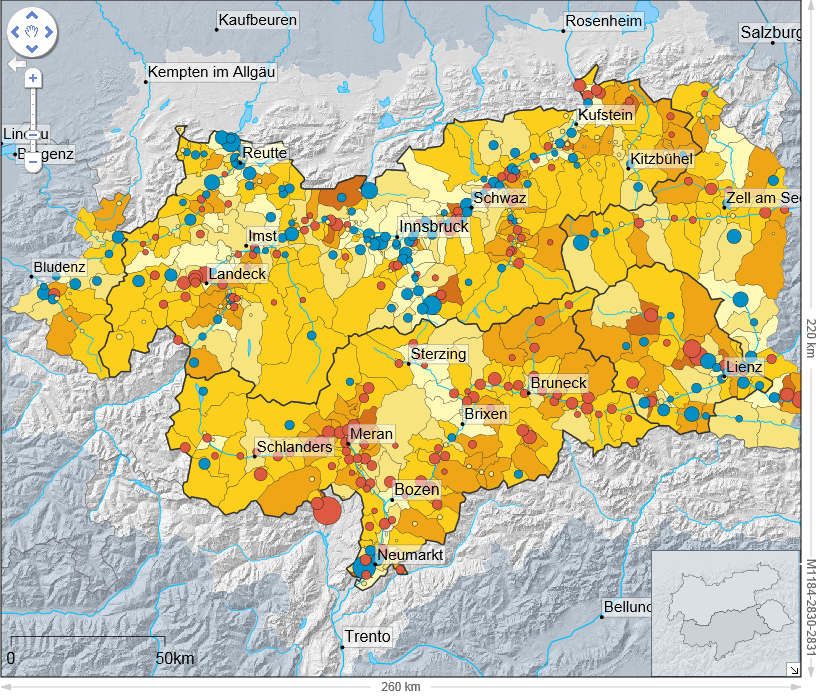 Kaufbeuren
Rosenheim
Salzburg
Kempten im Allgäu
Kufstein
Bregenz
Reutte
Kitzbühel
Schwaz
Zell am See
Innsbruck
Imst
Bludenz
Landeck
Sterzing
Lienz
Bruneck
Brixen
Meran
Schlanders
Bozen
Neumarkt
Bellund
Trento
0
50km
260 km
220 km
M1184-2830-2831